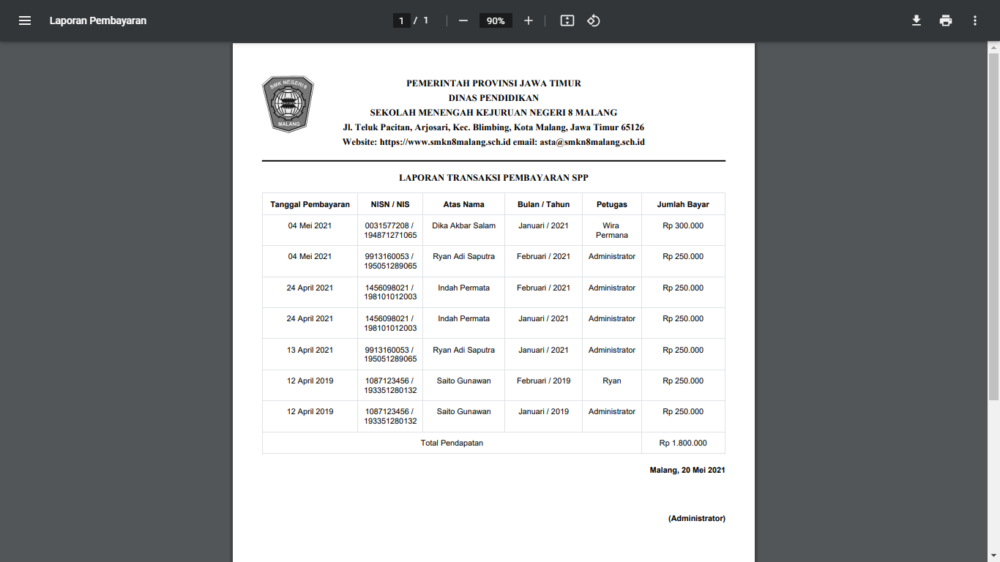 Laporan Pembayaran
1 / 1
90%
SMK NEGERI 8
MALANG
PEMERINTAH PROVINSI JAWA TIMUR
DINAS PENDIDIKAN
SEKOLAH MENENGAH KEJURUAN NEGERI 8 MALANG
Jl. Teluk Pacitan, Arjosari, Kec. Blimbing, Kota Malang, Jawa Timur 65126
Website: https://www.smkn8malang.sch.id email: asta@smkn8malang.sch.id
LAPORAN TRANSAKSI PEMBAYARAN SPP
Tanggal Pembayaran NISN / NIS Atas Nama Bulan / Tahun Petugas Jumlah Bayar
04 Mei 2021 0031577208 / Dika Akbar Salam Januari / 2021 Wira Rp 300.000
194871271065 Permana
04 Mei 2021 9913160053 / Ryan Adi Saputra Februari / 2021 Administrator Rp 250.000
195051289065
24 April 2021 1456098021 / Indah Permata Februari / 2021 Administrator Rp 250.000
198101012003
24 April 2021 1456098021 / Indah Permata Januari / 2021 Administrator Rp 250.000
198101012003
13 April 2021 9913160053 / Ryan Adi Saputra Januari / 2021 Administrator Rp 250.000
195051289065
12 April 2019 1087123456 / Saito Gunawan Februari / 2019 Ryan Rp 250.000
193351280132
12 April 2019 1087123456 / Saito Gunawan Januari / 2019 Administrator Rp 250.000
193351280132
Total Pendapatan Rp 1.800.000
Malang, 20 Mei 2021
(Administrator)